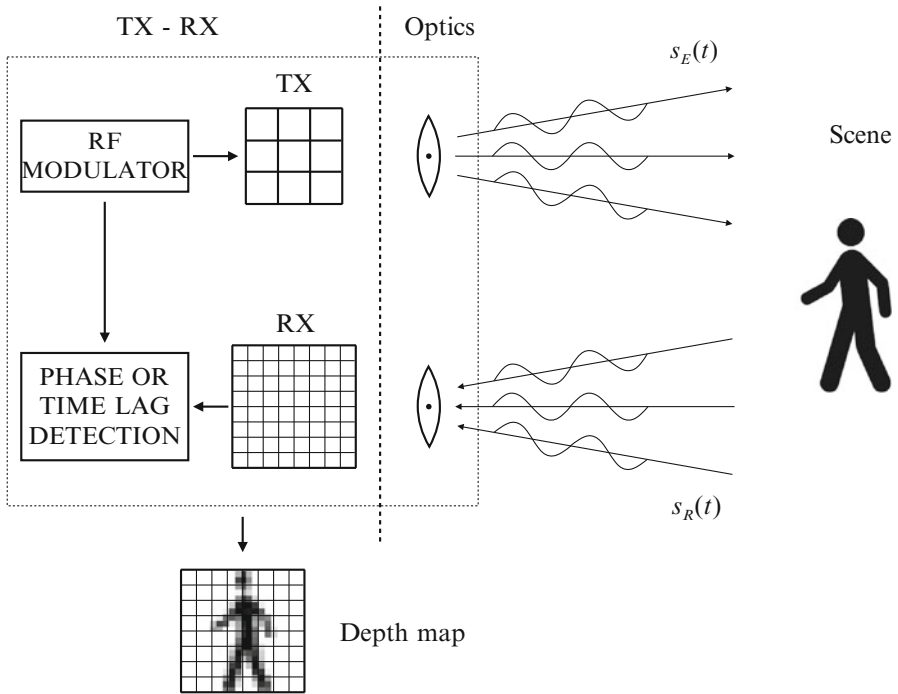 TX - RX
Optics
s_E(t)
TX
RF
MODULATOR
Scene
RX
PHASE OR
TIME LAG
DETECTION
s_R(t)
Depth map